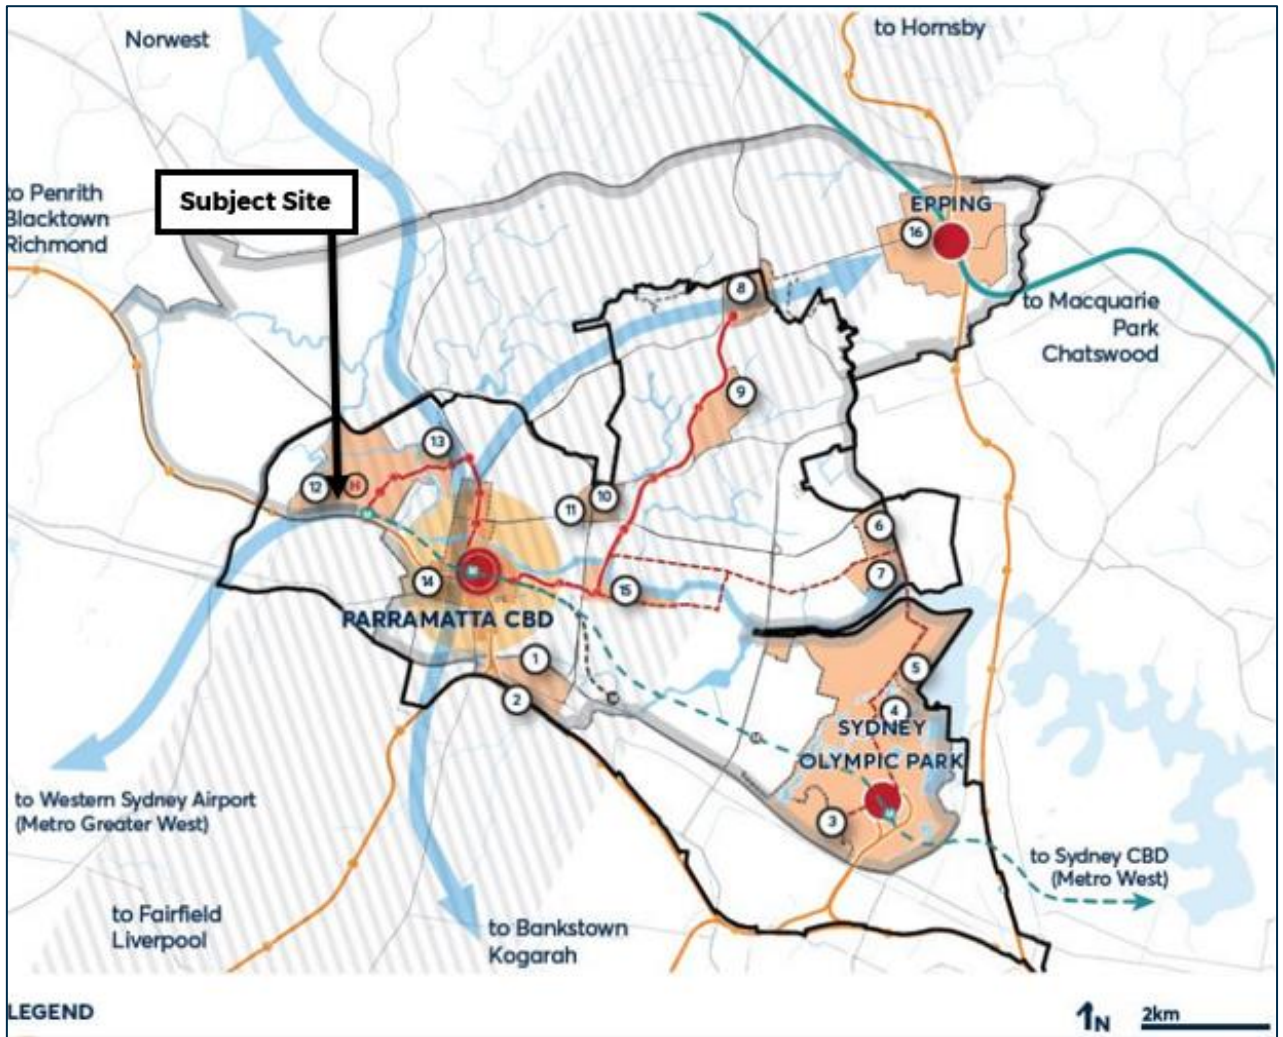 Norwest
to Hornsby
to Penrith
Blacktown
Richmond
Subject Site
EPPING
16
8
to Macquarie
Park
Chatswood
9
13
12
H
10
11
6
7
14
15
PARRAMATTA CBD
1
2
5
4
SYDNEY
OLYMPIC PARK
3
to Western Sydney Airport
(Metro Greater West)
to Sydney CBD
(Metro West)
to Fairfield
Liverpool
to Bankstown
Kogarah
LEGEND
1N
2km